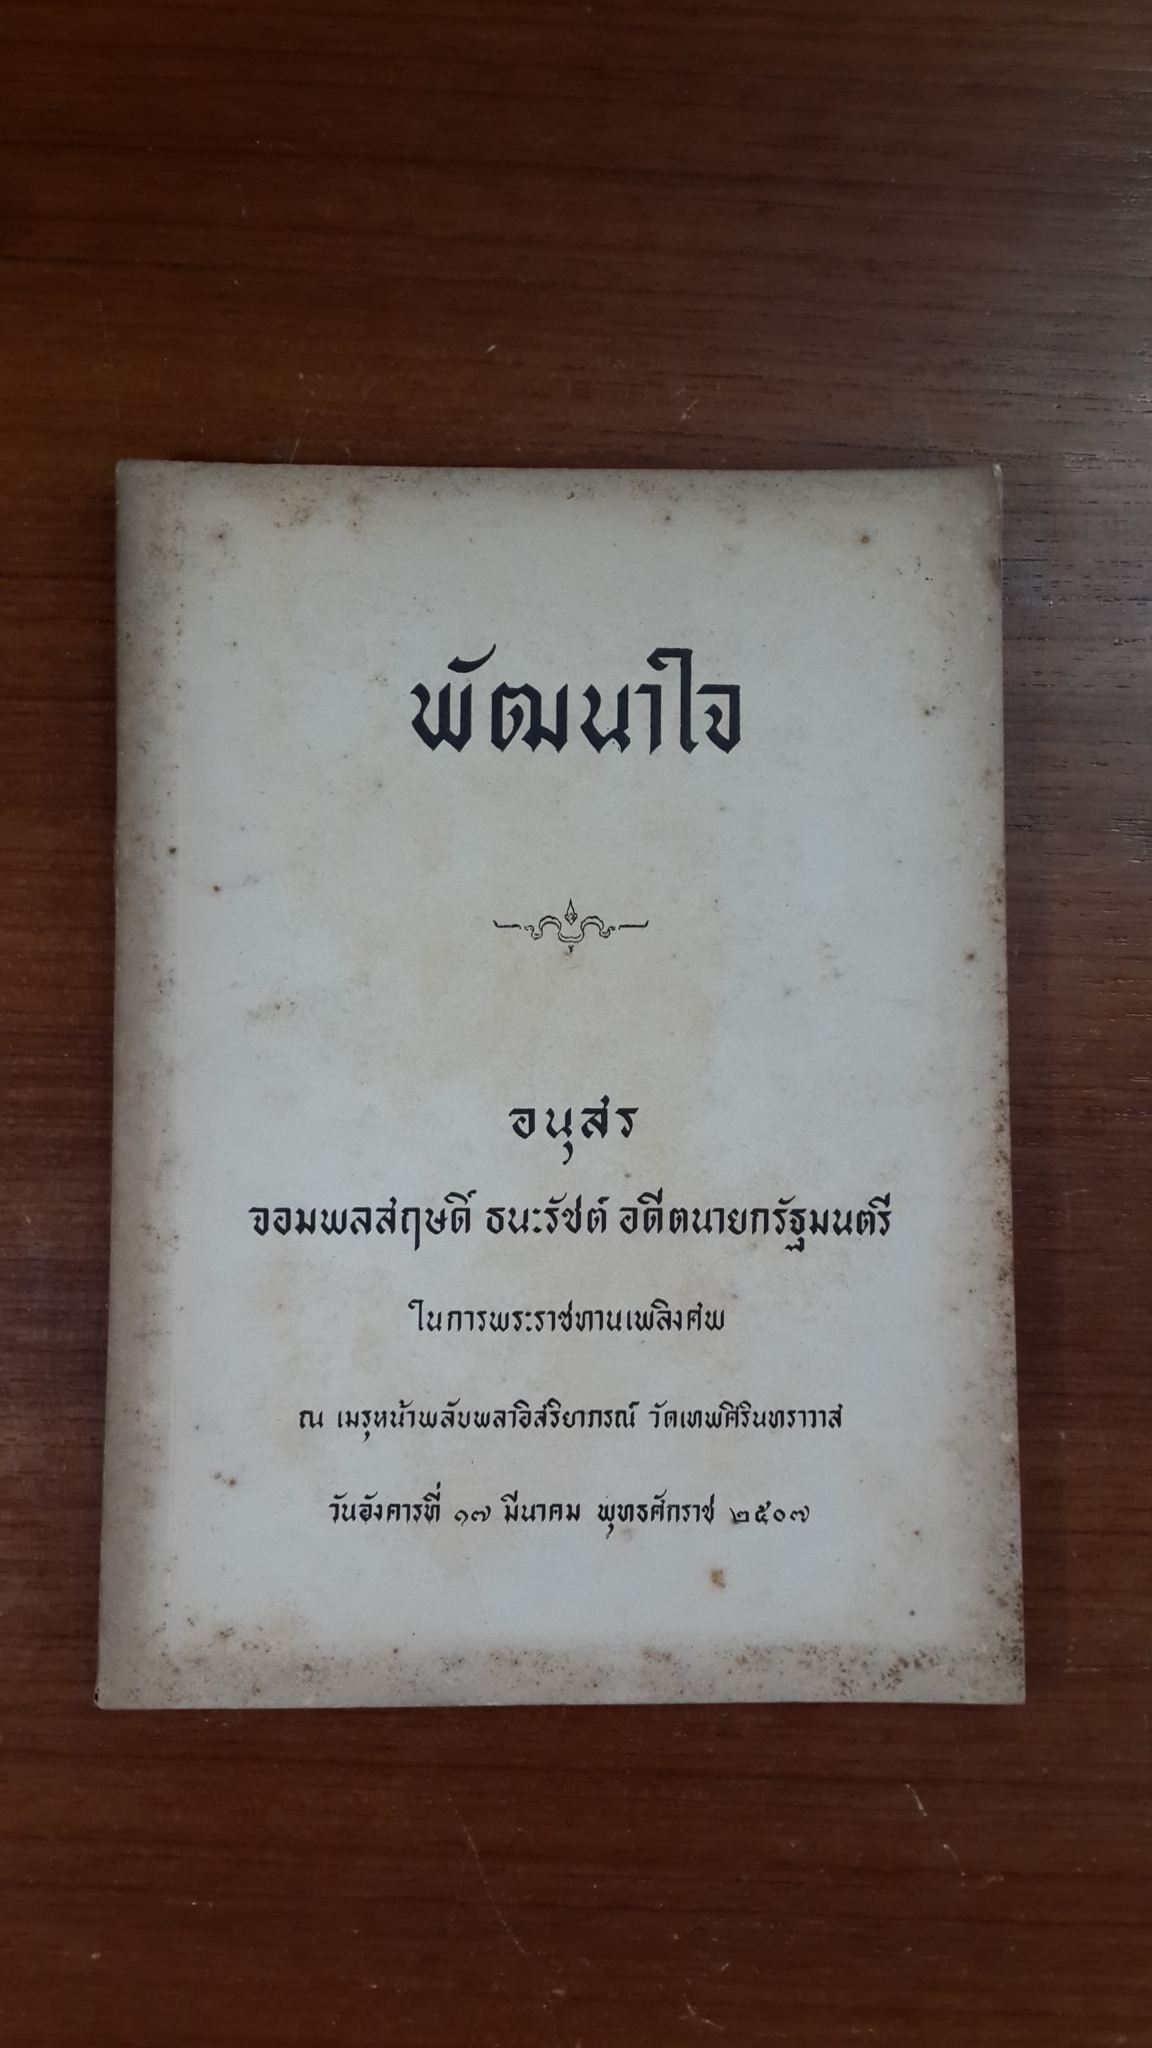 พัฒนาใจ
อนุสร
จอมพลสฤษดิ์ ธนะรัชต์ อดีตนายกรัฐมนตรี
ในการพระราชทานเพลิงศพ
ณ เมรุหน้าพลับพลาอิสริยาภรณ์ วัดเทพศิรินทราวาส
วันอังคารที่ ๑๗ มีนาคม พุทธศักราช ๒๕๐๗